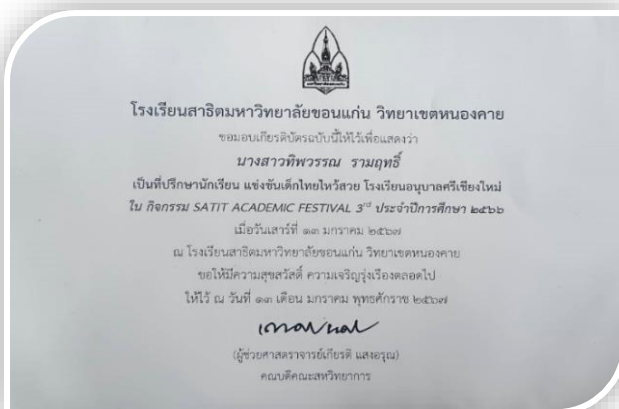 โรงเรียนสาธิตมหาวิทยาลัยขอนแก่น วิทยาเขตหนองคาย
ขอมอบเกียรติบัตรฉบับนี้ให้ไว้เพื่อแสดงว่า
นางสาวทิพวรรณ รามฤทธิ์
เป็นที่ปรึกษานักเรียน แข่งขันเด็กไทยไหว้สวย โรงเรียนอนุบาลศรีเชียงใหม่
ใน กิจกรรม SATIT ACADEMIC FESTIVAL 3rd ประจำปีการศึกษา ๒๕๖๖
เมื่อวันเสาร์ที่ ๑๓ มกราคม ๒๕๖๗
ณ โรงเรียนสาธิตมหาวิทยาลัยขอนแก่น วิทยาเขตหนองคาย
ขอให้มีความสุขสวัสดิ์ ความเจริญรุ่งเรืองตลอดไป
ให้ไว้ ณ วันที่ ๑๓ เดือน มกราคม พุทธศักราช ๒๕๖๗
(ผู้ช่วยศาสตราจารย์เกียรติ แสงอรุณ)
คณบดีคณะสหวิทยาการ